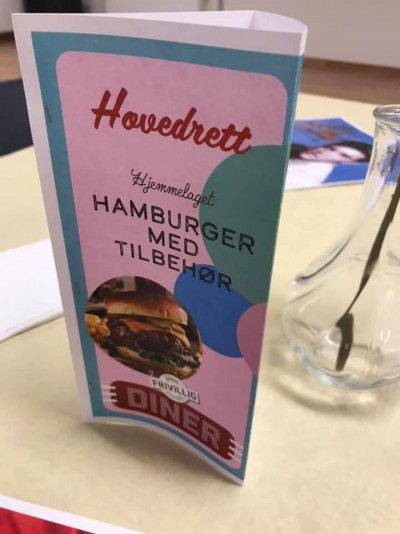 Hovedrett
Hjemmelaget
HAMBURGER
MED
TILBEHØR
FRIVILLIG
DINER